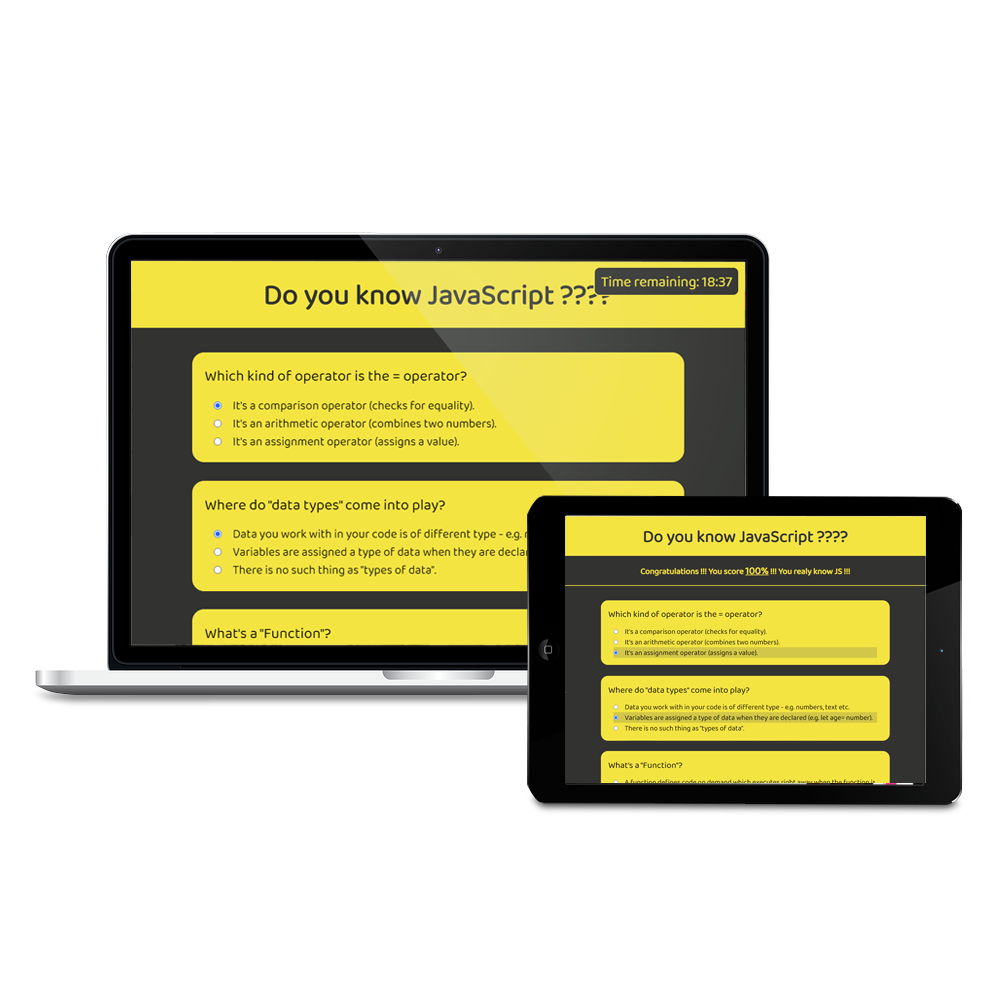 Do you know JavaScript ????
Time remaining: 18:37
Which kind of operator is the = operator?
It's a comparison operator (checks for equality).
It's an arithmetic operator (combines two numbers).
It's an assignment operator (assigns a value).
Where do "data types" come into play?
Data you work with in your code is of different type - e.g.
Variables are assigned a type of data when they are
There is no such thing as "types of data".
What's a "Function"?
Do you know JavaScript ????
Congratulations !!! You score 100% !!! You realy know JS !!!
Which kind of operator is the = operator?
It's a comparison operator (checks for equality).
It's an arithmetic operator (combines two numbers).
It's an assignment operator (assigns a value).
Where do "data types" come into play?
Data you work with in your code is of different type - e.g. numbers, text etc.
Variables are assigned a type of data when they are declared (e.g. let age= number).
There is no such thing as "types of data".
What's a "Function"?
A function defines code on demand which executes right away when the function is